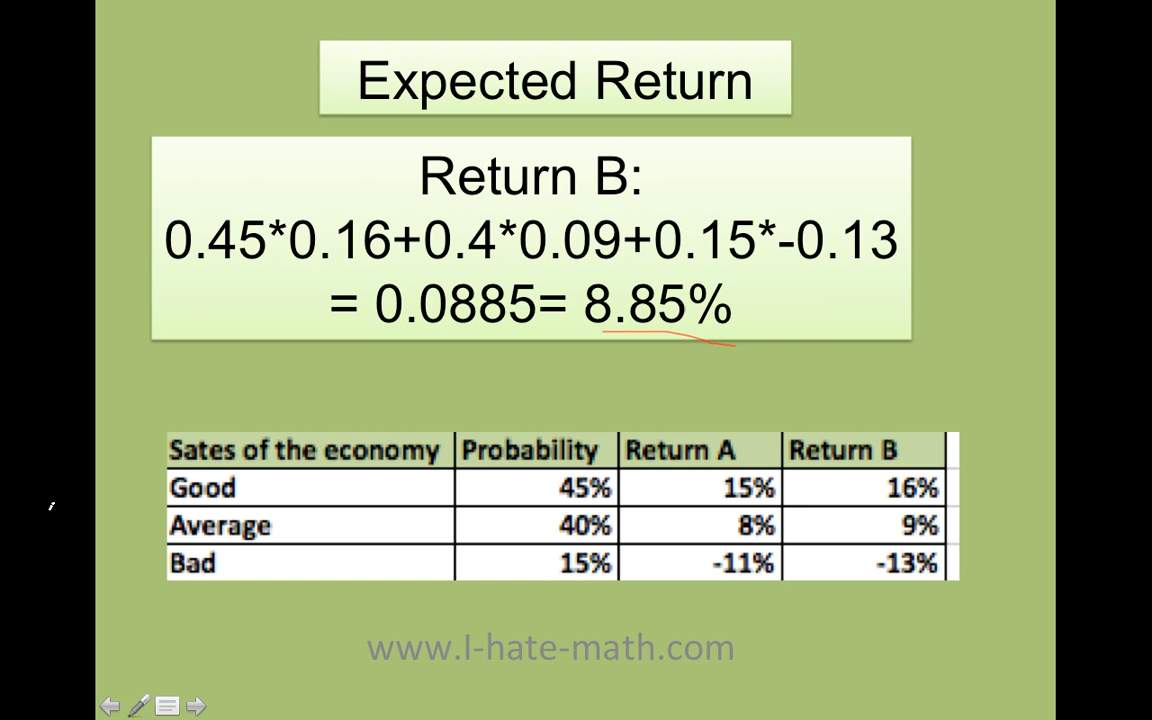 Expected Return
Return B:
0.45*0.16+0.4*0.09+0.15*-0.13
= 0.0885= 8.85%
Sates of the economy Probability Return A Return B
Good 45% 15% 16%
Average 40% 8% 9%
Bad 15% -11% -13%
www.I-hate-math.com